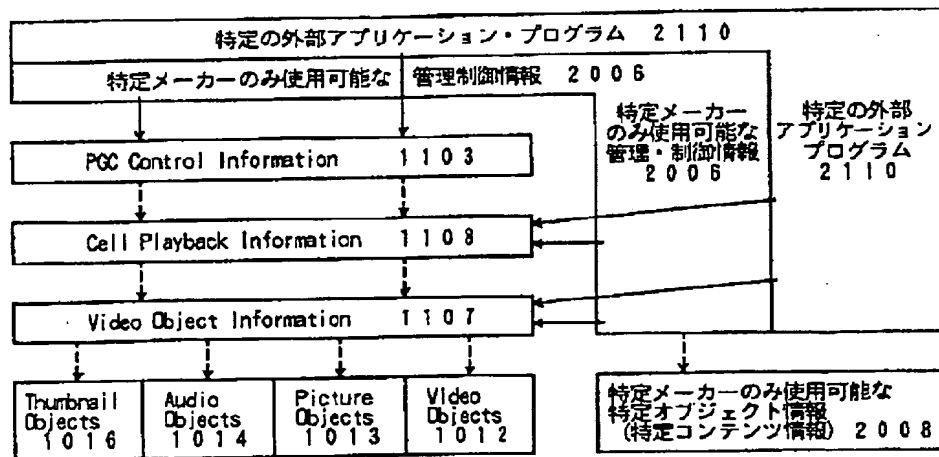 特定の外部アプリケーション・プログラム 2110
特定メーカーのみ使用可能な 管理制御情報 2006
特定メーカー
のみ使用可能な
管理・制御情報
2006
特定の外部
アプリケーション
プログラム
2110
PGC Control Information 1103
Cell Playback Information 1108
Video Object Information 1107
Thumbnail
Objects
1016
Audio
Objects
1014
Picture
Objects
1013
Video
Objects
1012
特定メーカーのみ使用可能な
特定オブジェクト情報
(特定コンテンツ情報) 2008